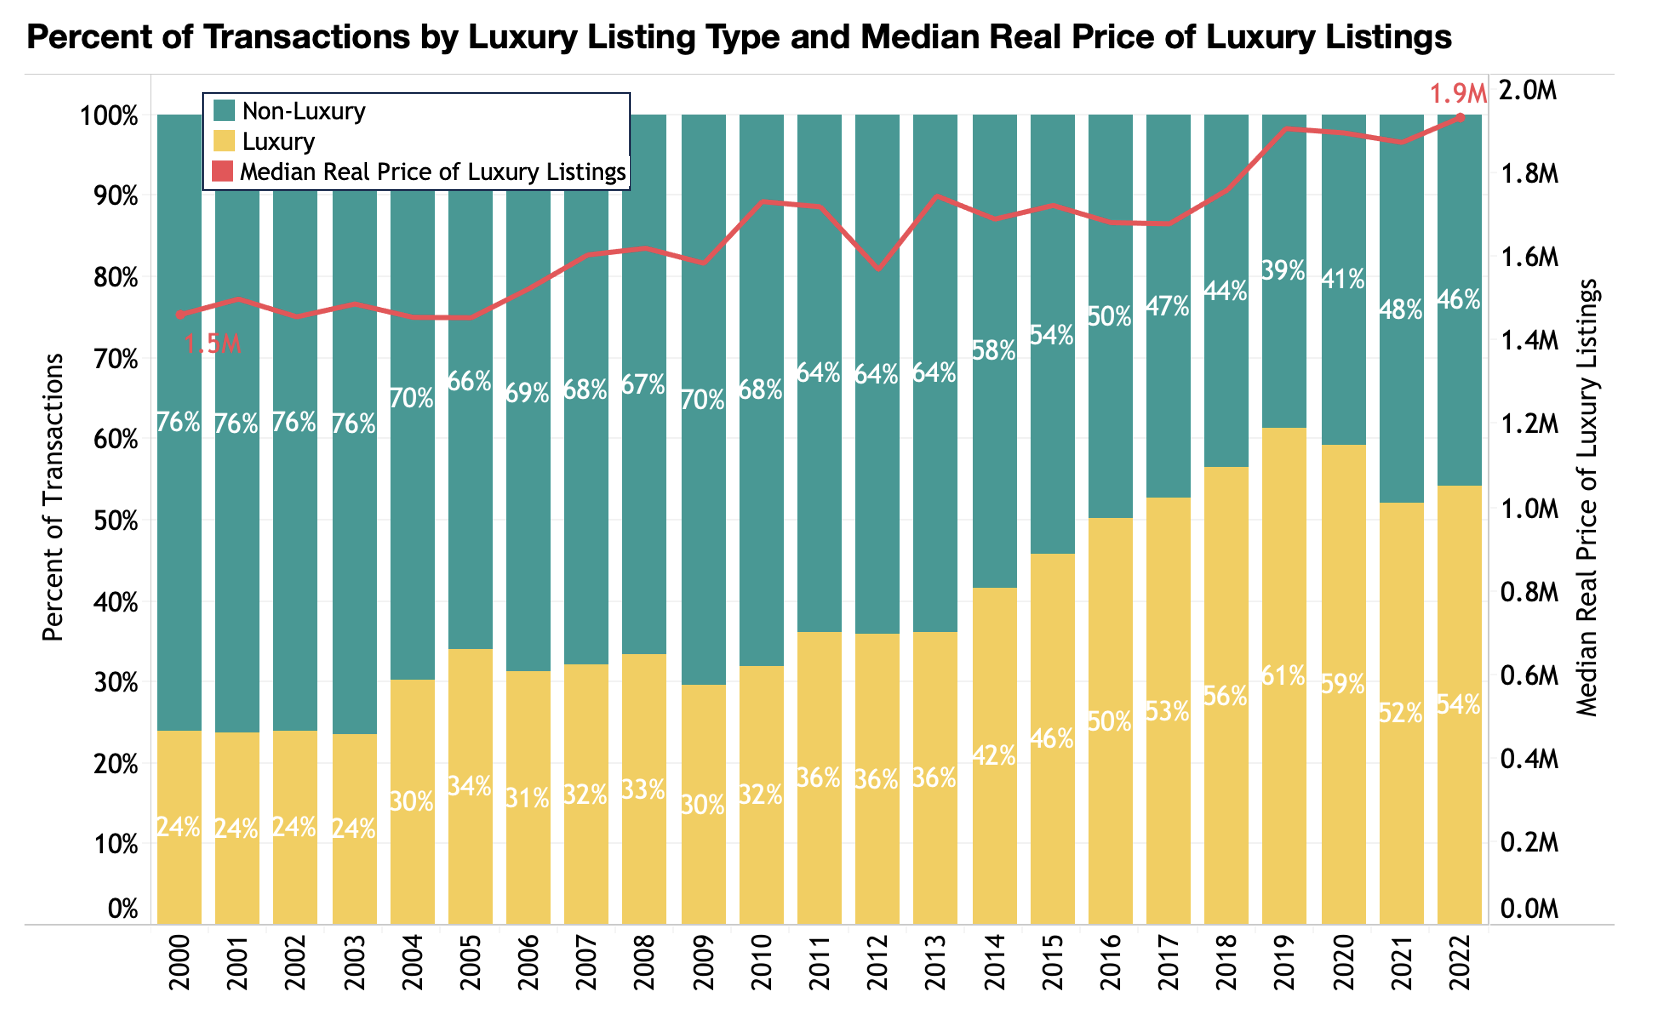 Percent of Transactions by Luxury Listing Type and Median Real Price of Luxury Listings
Non-Luxury
Luxury
Median Real Price of Luxury Listings
Percent of Transactions
100%
90%
80%
70%
60%
50%
40%
30%
20%
10%
0%
1.5M
1.9M
76% 76% 76% 76% 70% 66% 69% 68% 67% 70% 68% 64% 64% 64% 58% 54% 50% 47% 44% 39% 41% 48% 46%
24% 24% 24% 24% 30% 34% 31% 32% 33% 30% 32% 36% 36% 36% 42% 46% 50% 53% 56% 61% 59% 52% 54%
2.0M
1.8M
1.6M
1.4M
1.2M
1.0M
0.8M
0.6M
0.4M
0.2M
0.0M
Median Real Price of Luxury Listings
2000 2001 2002 2003 2004 2005 2006 2007 2008 2009 2010 2011 2012 2013 2014 2015 2016 2017 2018 2019 2020 2021 2022